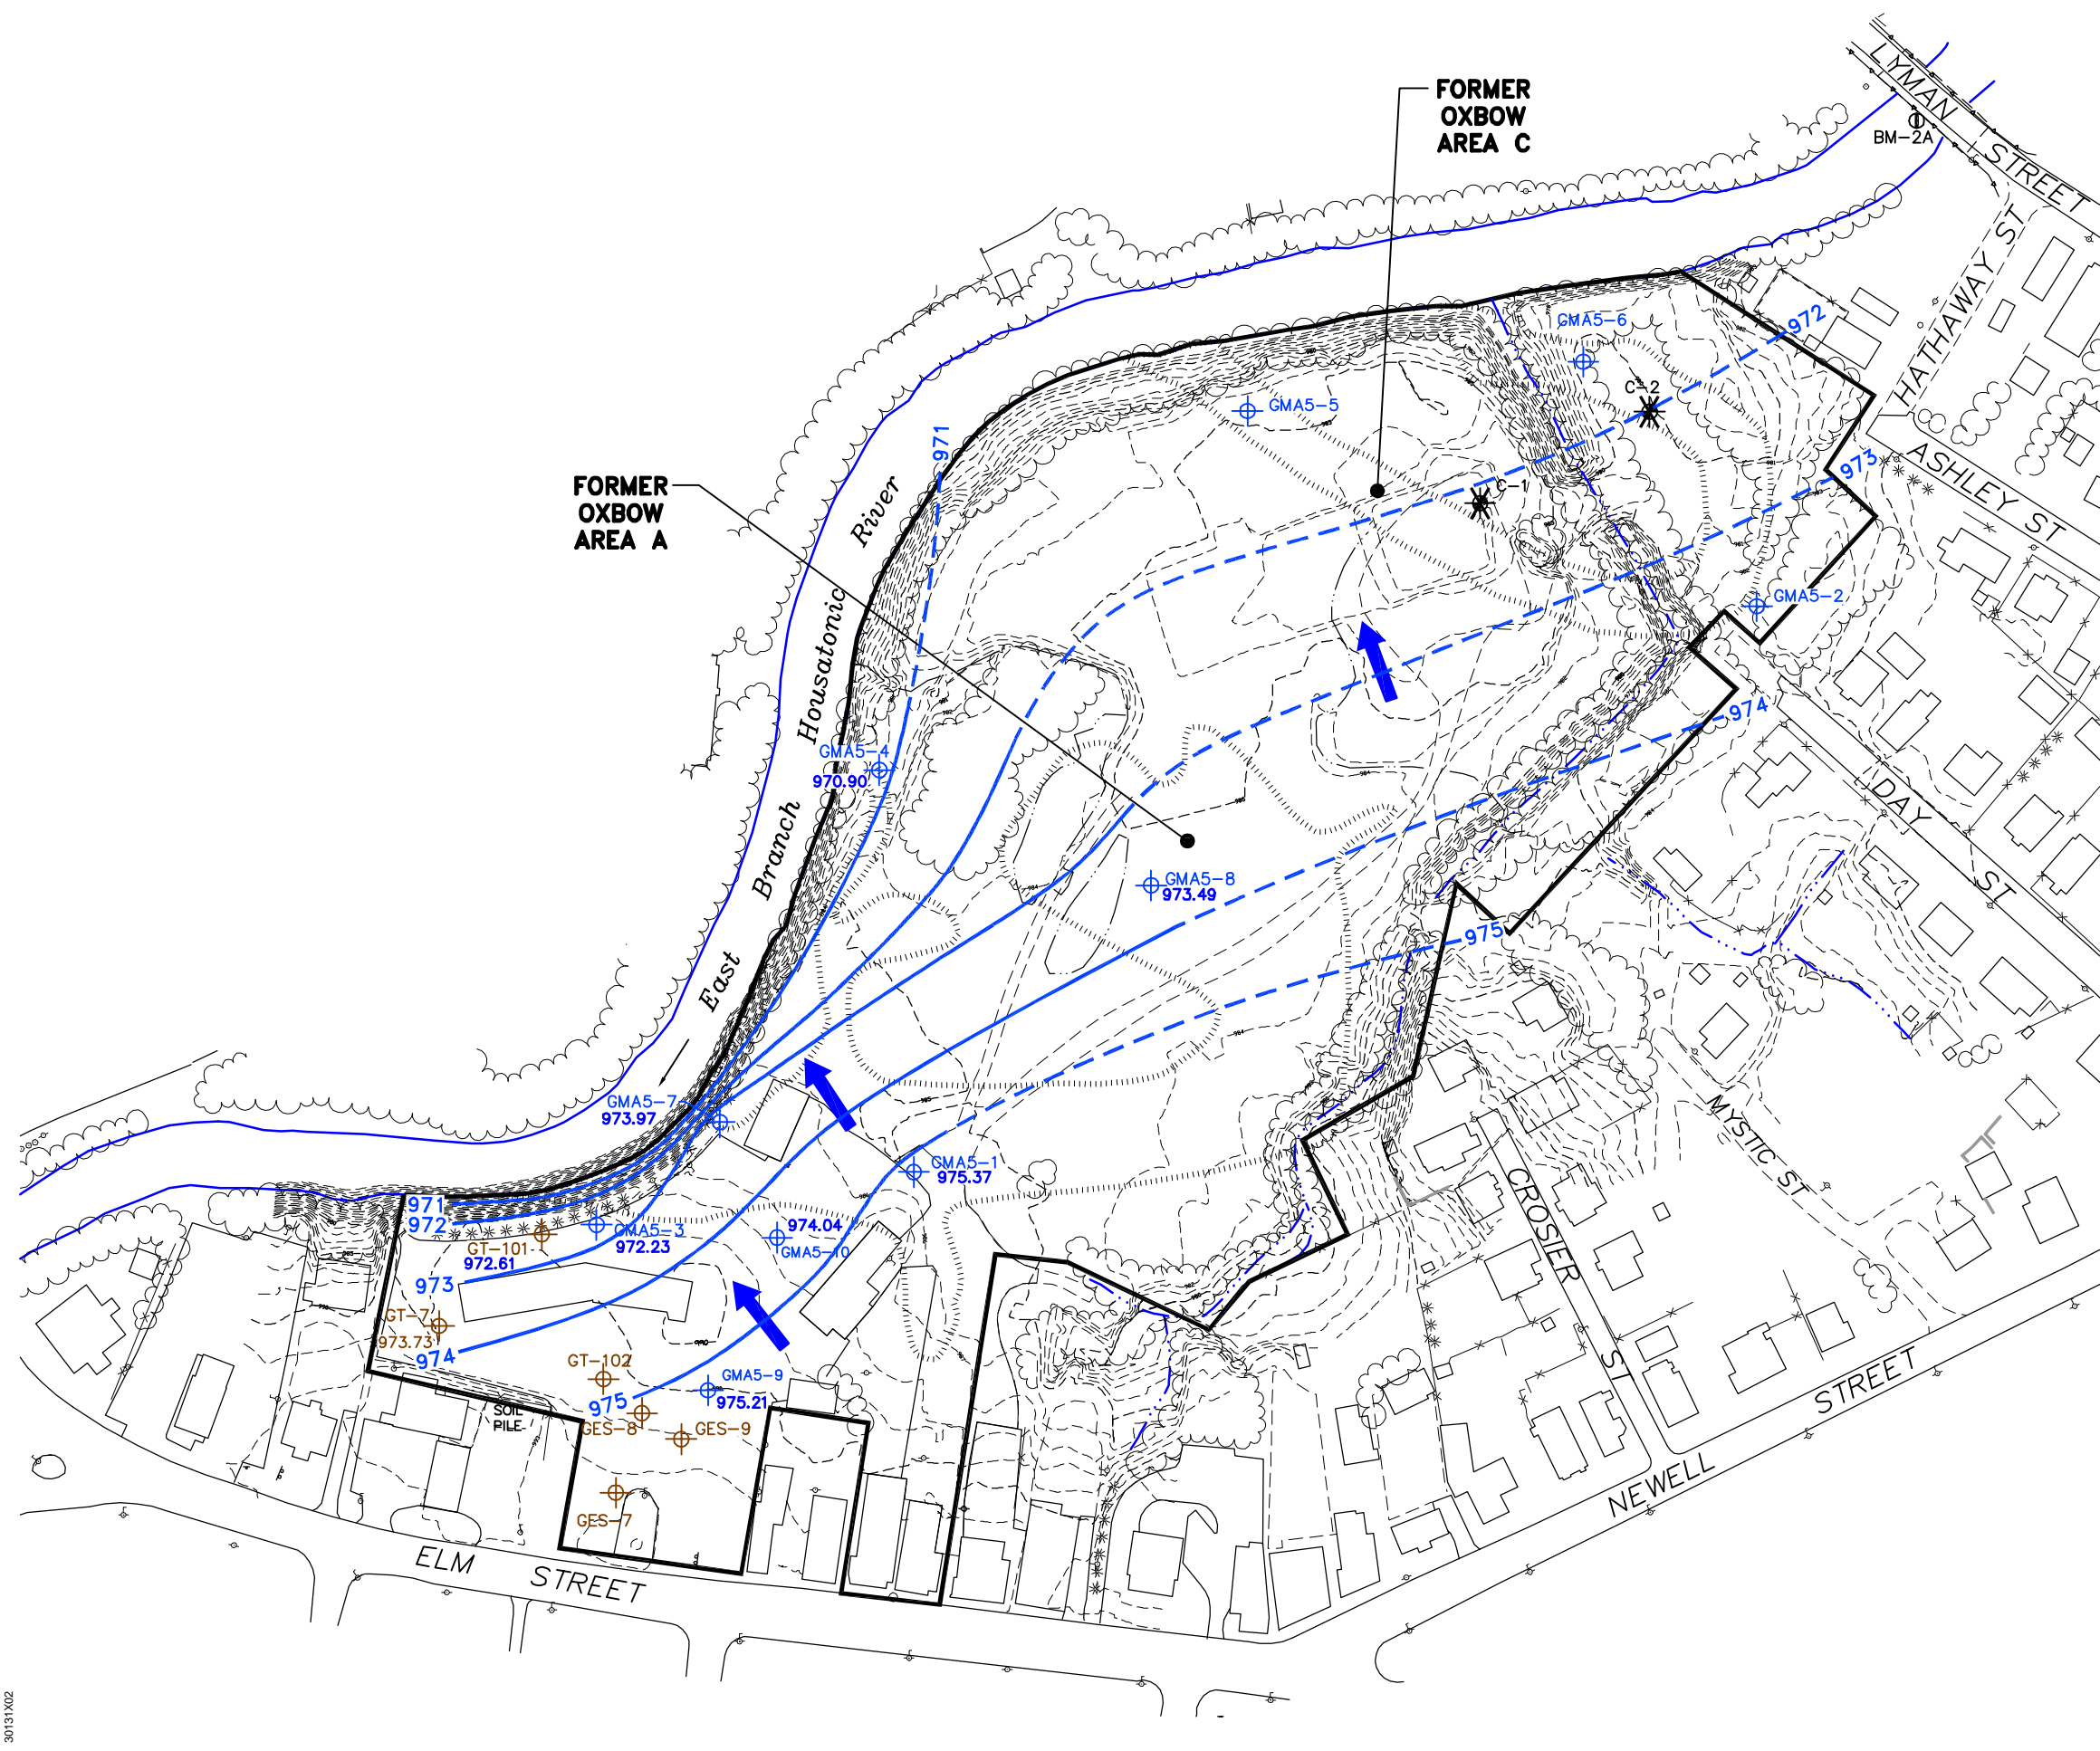 LYMAN STREET
BM-2A
FORMER
OXBOW
AREA C
HATHAWAY ST
GMA5-6
972
C-2
GMA5-5
971
973
ASHLEY ST
FORMER
OXBOW
AREA A
C-1
East Branch Housatonic River
GMA5-2
974
GMA5-4
970.90
DAY ST
GMA5-8
973.49
975
GMA5-7
973.97
MYSTIC ST
GMA5-1
975.37
CROSIER ST
971
972
GMA5-3
972.23
974.04
GMA5-10
GT-101
972.61
973
GT-7
973.73
974
GT-102
GMA5-9
975.21
975
SOIL
PILE
GES-8
GES-9
GES-7
NEWELL STREET
ELM STREET
30131X02